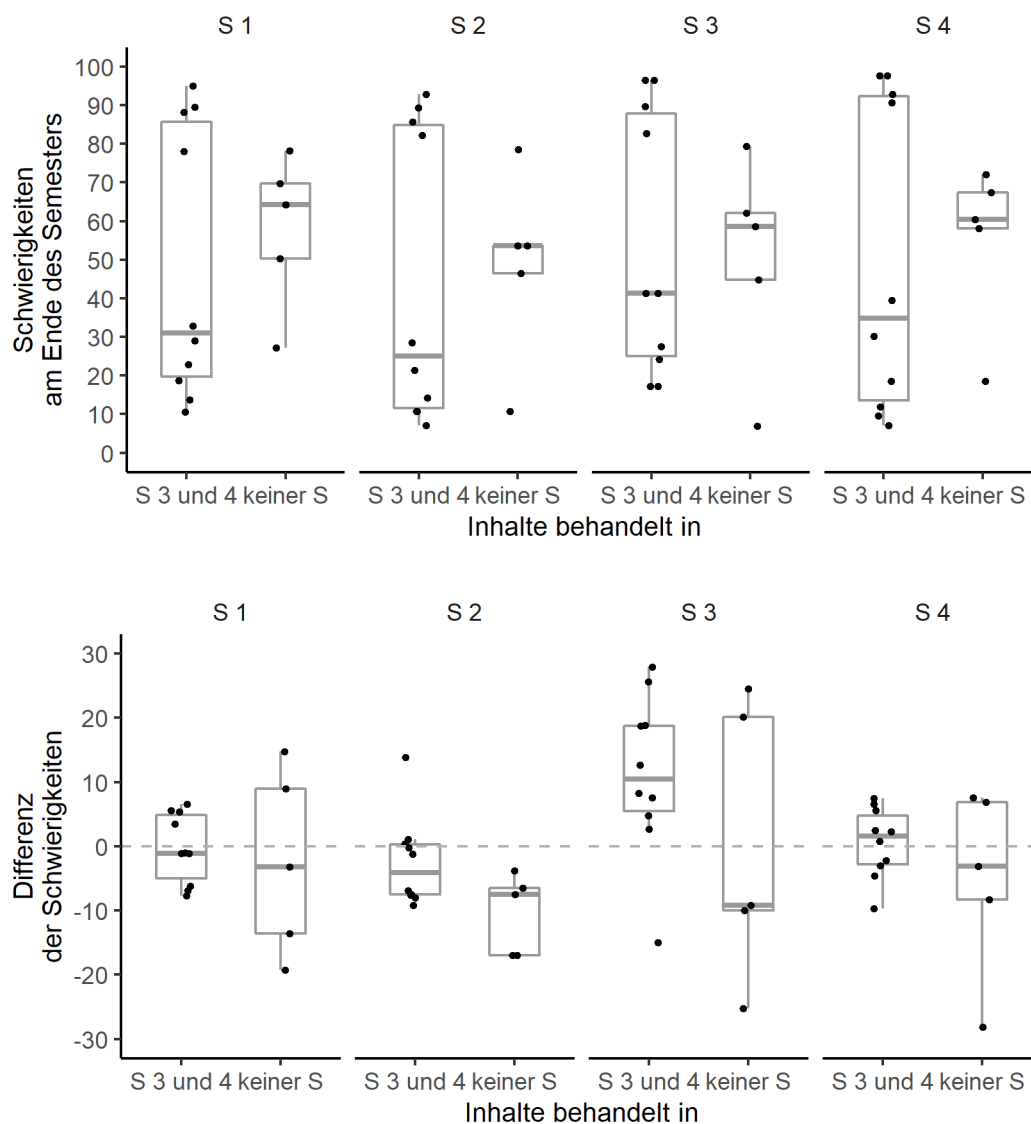 S 1 S 2 S 3 S 4
Schwierigkeiten
am Ende des Semesters
100
90
80
70
60
50
40
30
20
10
0
S 3 und 4 keiner S S 3 und 4 keiner S S 3 und 4 keiner S S 3 und 4 keiner S
Inhalte behandelt in
S 1 S 2 S 3 S 4
Differenz
der Schwierigkeiten
30
20
10
0
-10
-20
-30
S 3 und 4 keiner S S 3 und 4 keiner S S 3 und 4 keiner S S 3 und 4 keiner S
Inhalte behandelt in